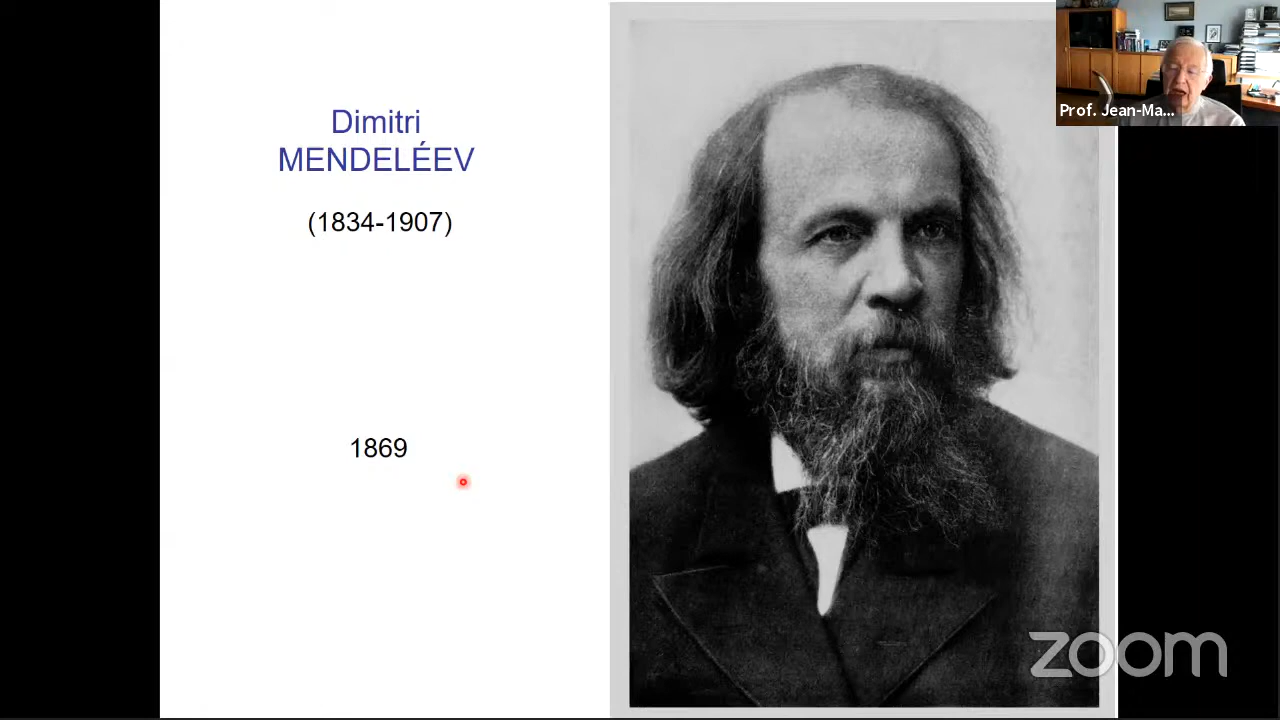 Dimitri
MENDELÉEV
(1834-1907)
1869
Prof. Jean-Ma...
zoom